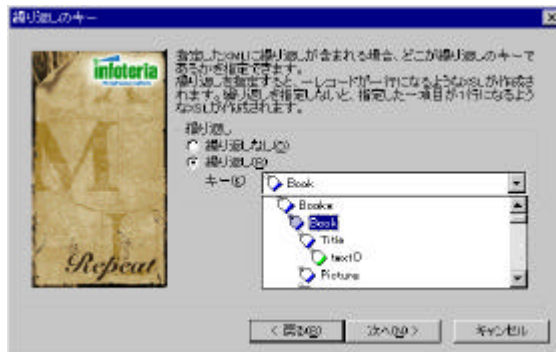 繰り返しのキー
infoteria
Repeat
指定したXMLに繰り返しが含まれる場合、どこが繰り返しのキーで
あるかを指定できます。
繰り返しを指定すると、一レコードが一行になるようなXSLが作成さ
れます。繰り返しを指定しないと、指定した一項目が1行になるよう
なXSLが作成されます。
繰り返し
繰り返しなし(O)
繰り返し(R)
キー(K)
Book
Books
Book
Title
text()
Picture
< 戻る(B)
次へ(N) >
キャンセル